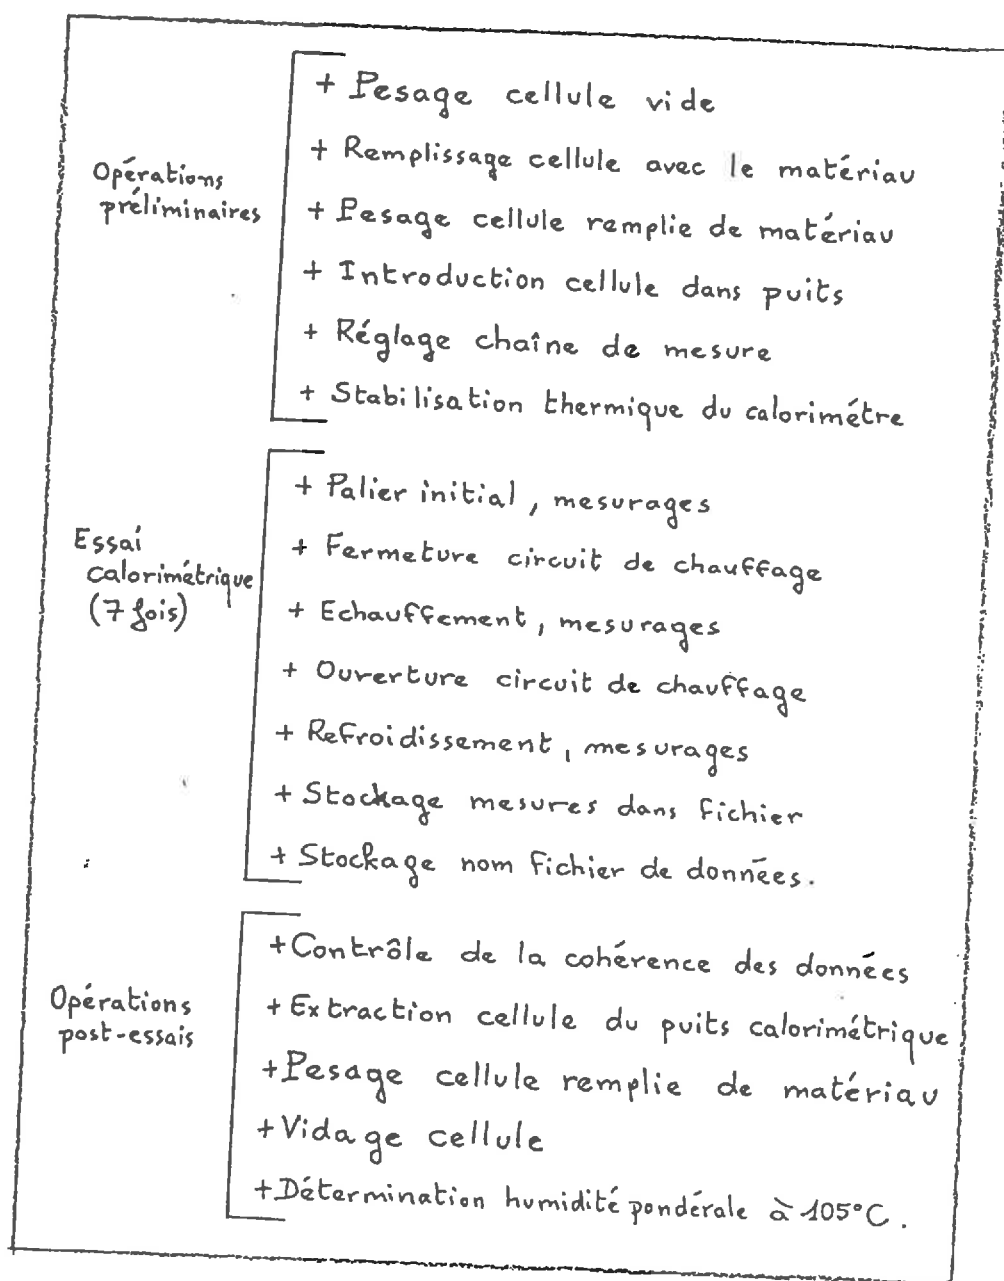 + Pesage cellule vide
+ Remplissage cellule avec le matériau
Opérations
préliminaires
+ Pesage cellule remplie de matériau
+ Introduction cellule dans puits
+ Réglage chaîne de mesure
+ Stabilisation thermique du calorimétre
+ Palier initial, mesurages
Essai
calorimétrique
(7 fois)
+ Fermeture circuit de chauffage
+ Echauffement, mesurages
+ Ouverture circuit de chauffage
+ Refroidissement, mesurages
+ Stockage mesures dans fichier
+ Stockage nom fichier de données.
+ Contrôle de la cohérence des données
Opérations
post-essais
+ Extraction cellule du puits calorimétrique
+ Pesage cellule remplie de matériau
+ Vidage cellule
+ Détermination humidité pondérale à 105°C.